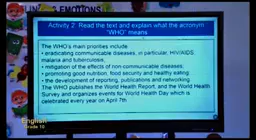 EMOTIONS
Activity 2: Read the text and explain what the acronym
"WHO" means
The WHO's main priorities include
• eradicating communicable diseases, in particular, HIV/AIDS,
malaria and tuberculosis,
• mitigation of the effects of non-communicable diseases;
• promoting good nutrition, food security and healthy eating
• the development of reporting, publications and networking.
The WHO publishes the World Health Report, and the World Health
Survey and organizes events for World Health Day which is
celebrated every year on April 7th
English
Grade 10